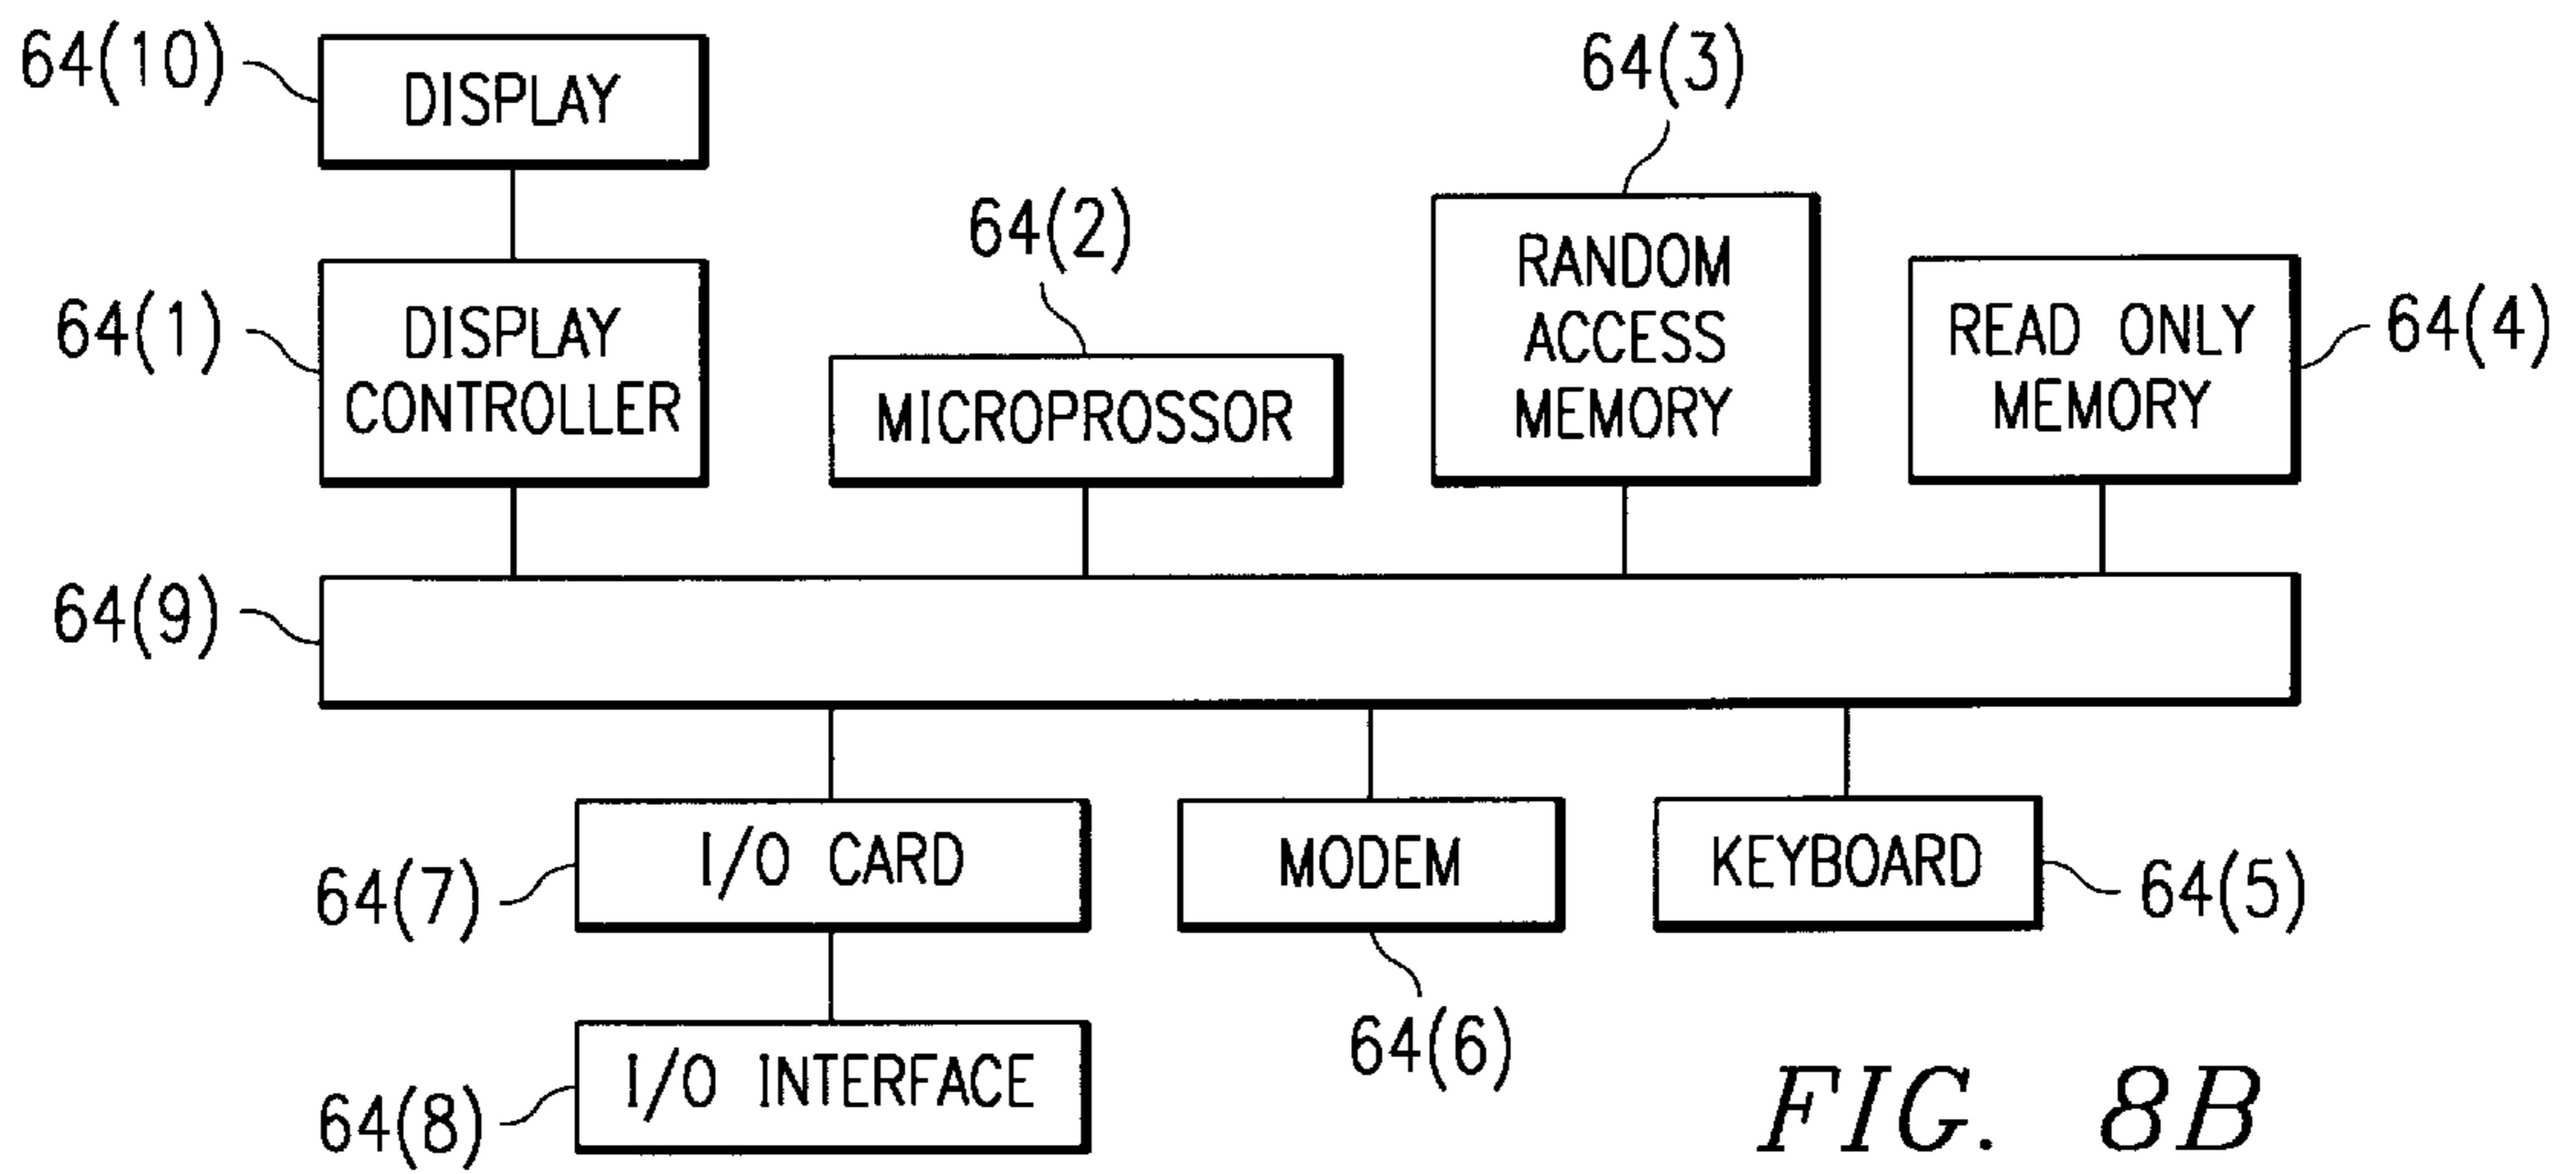 64(10)
DISPLAY
64(3)
64(2)
RANDOM
ACCESS
MEMORY
64(1)
DISPLAY
CONTROLLER
MICROPROSSOR
READ ONLY
MEMORY
64(4)
64(9)
I/O CARD
MODEM
KEYBOARD
64(7)
64(5)
64(6)
I/O INTERFACE
64(8)
FIG. 8B